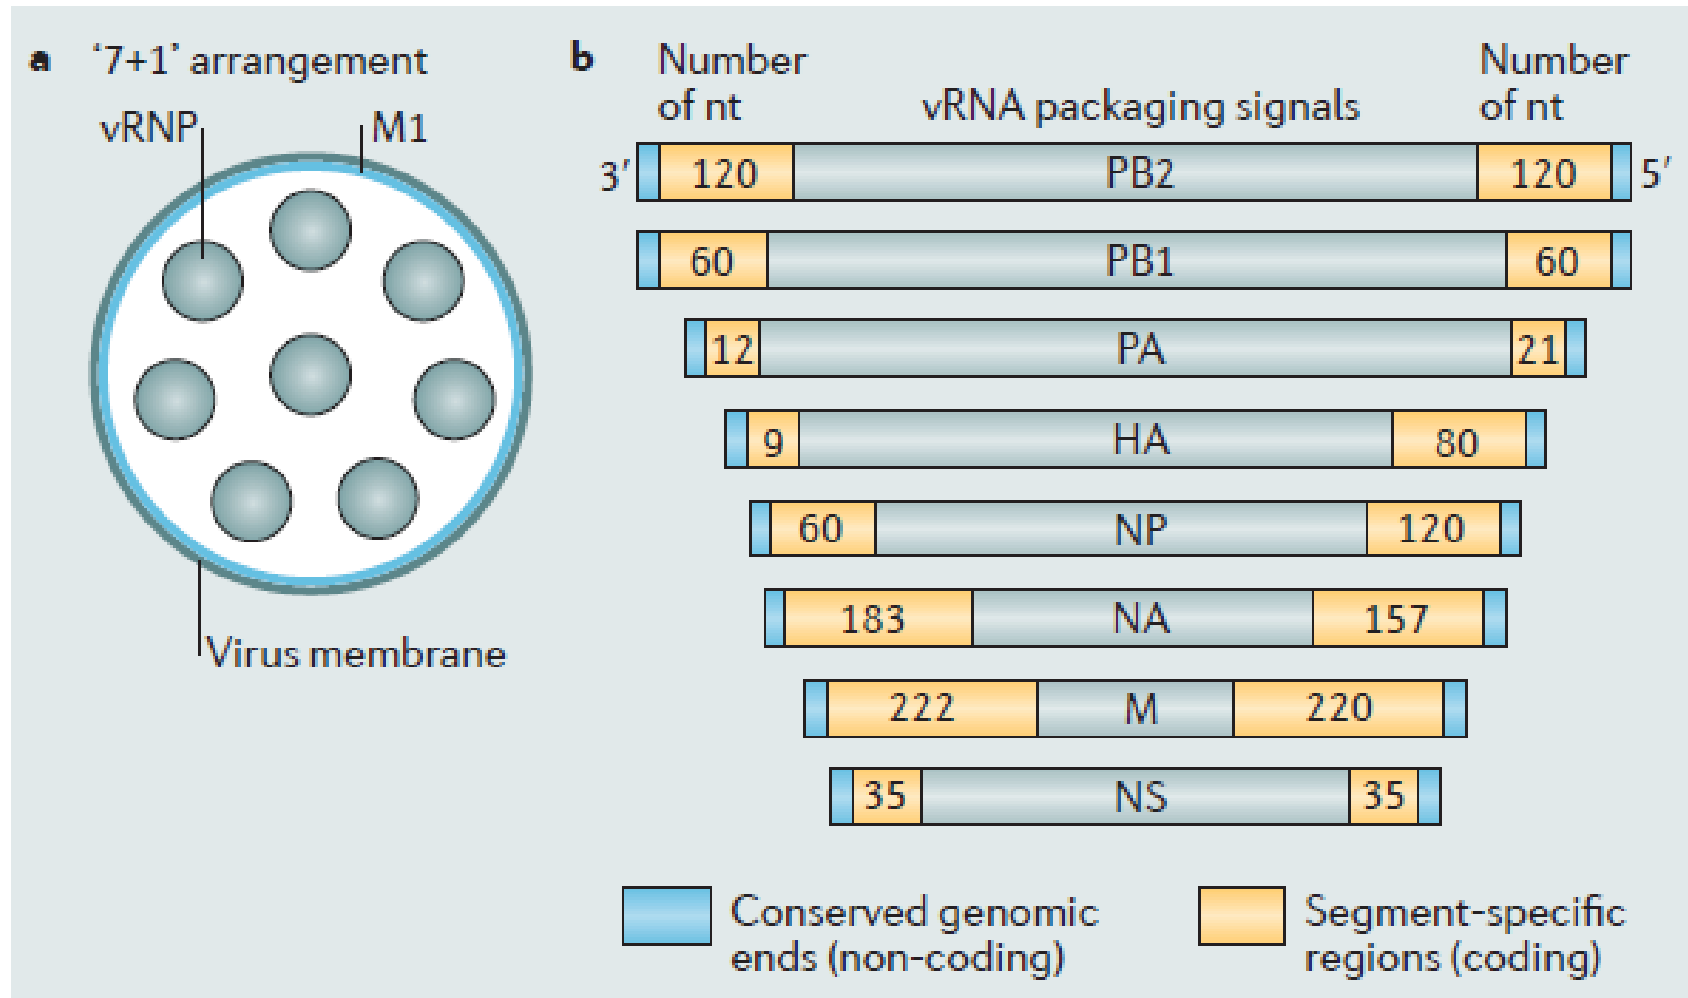 a '7+1' arrangement
vRNP
M1
Virus membrane
b
Number
of nt
vRNA packaging signals
Number
of nt
3′ 120 PB2 120 5′
60 PB1 60
12 PA 21
9 HA 80
60 NP 120
183 NA 157
222 M 220
35 NS 35
Conserved genomic
ends (non-coding)
Segment-specific
regions (coding)